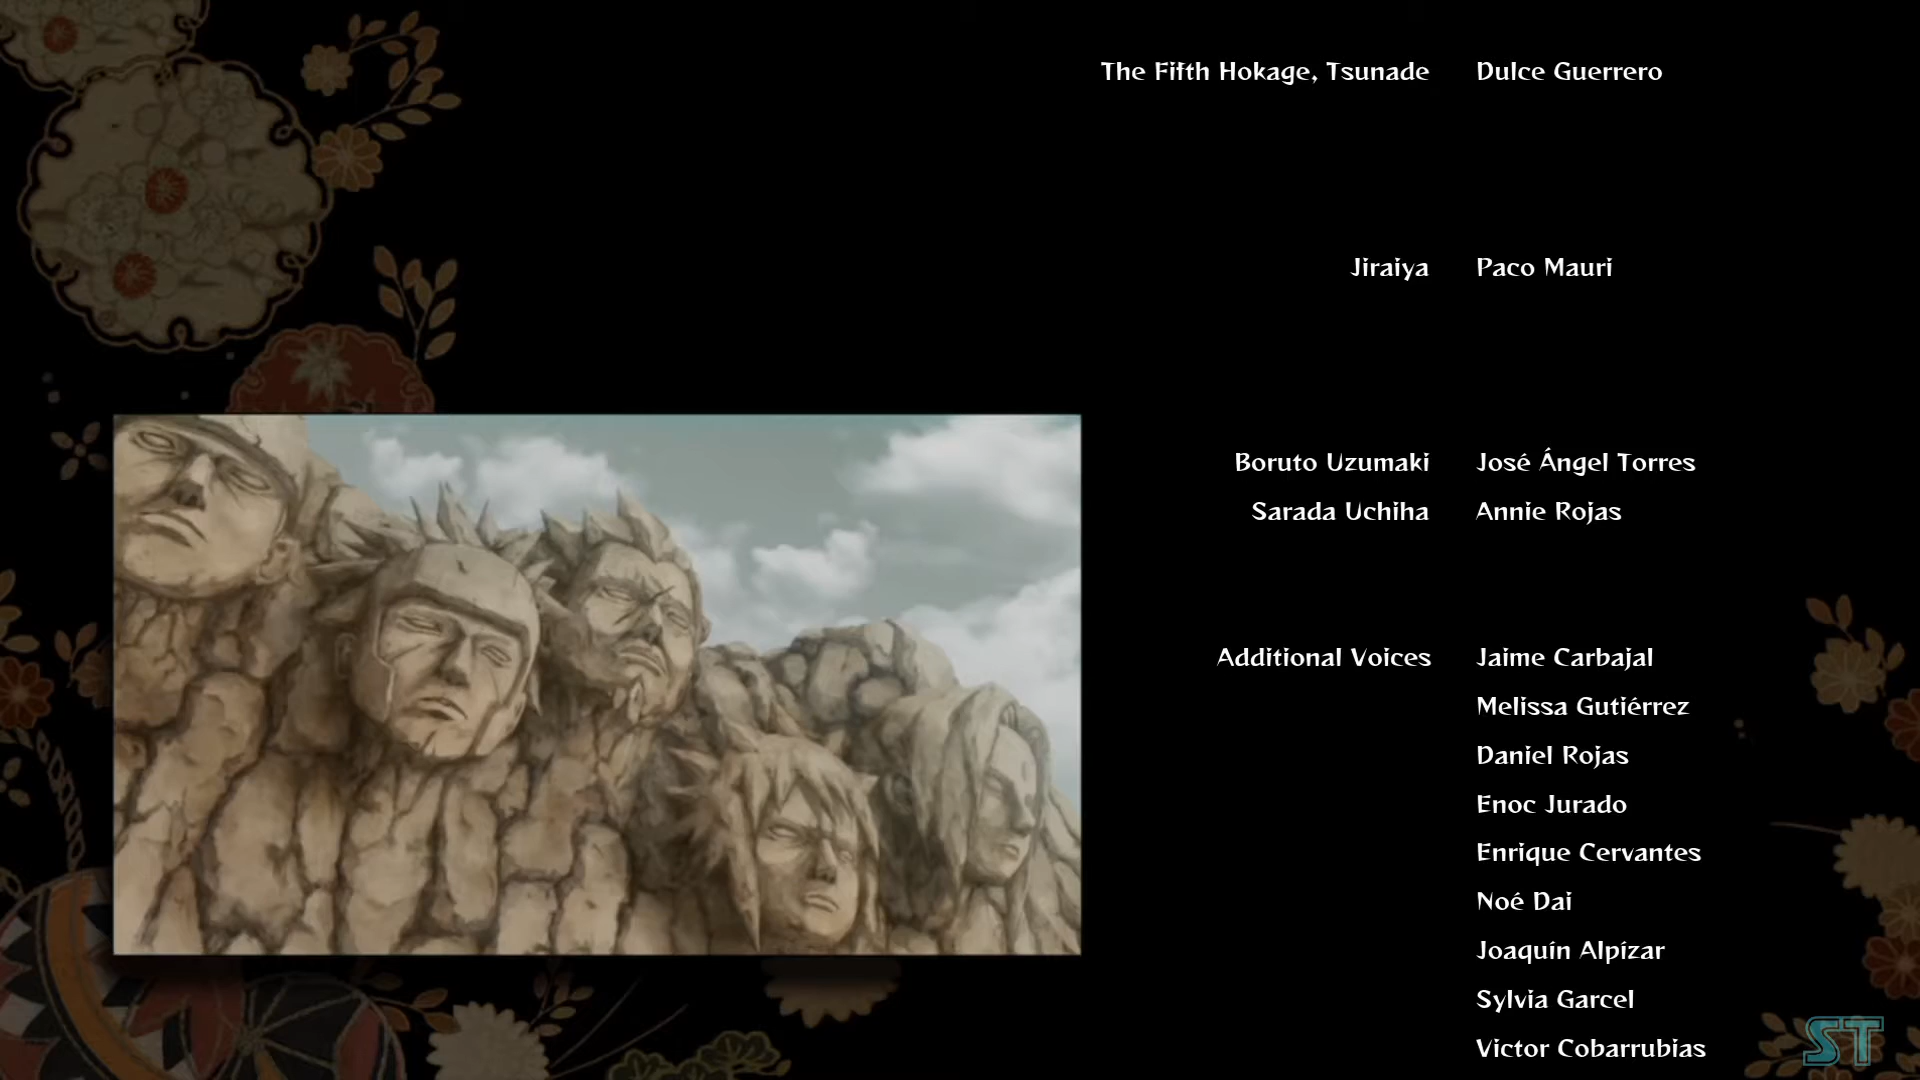 The Fifth Hokage, Tsunade Dulce Guerrero
Jiraiya Paco Mauri
Boruto Uzumaki José Ángel Torres
Sarada Uchiha Annie Rojas
Additional Voices Jaime Carbajal
Melissa Gutiérrez
Daniel Rojas
Enoc Jurado
Enrique Cervantes
Noé Dai
Joaquín Alpízar
Sylvia Garcel
Victor Cobarrubias
ST